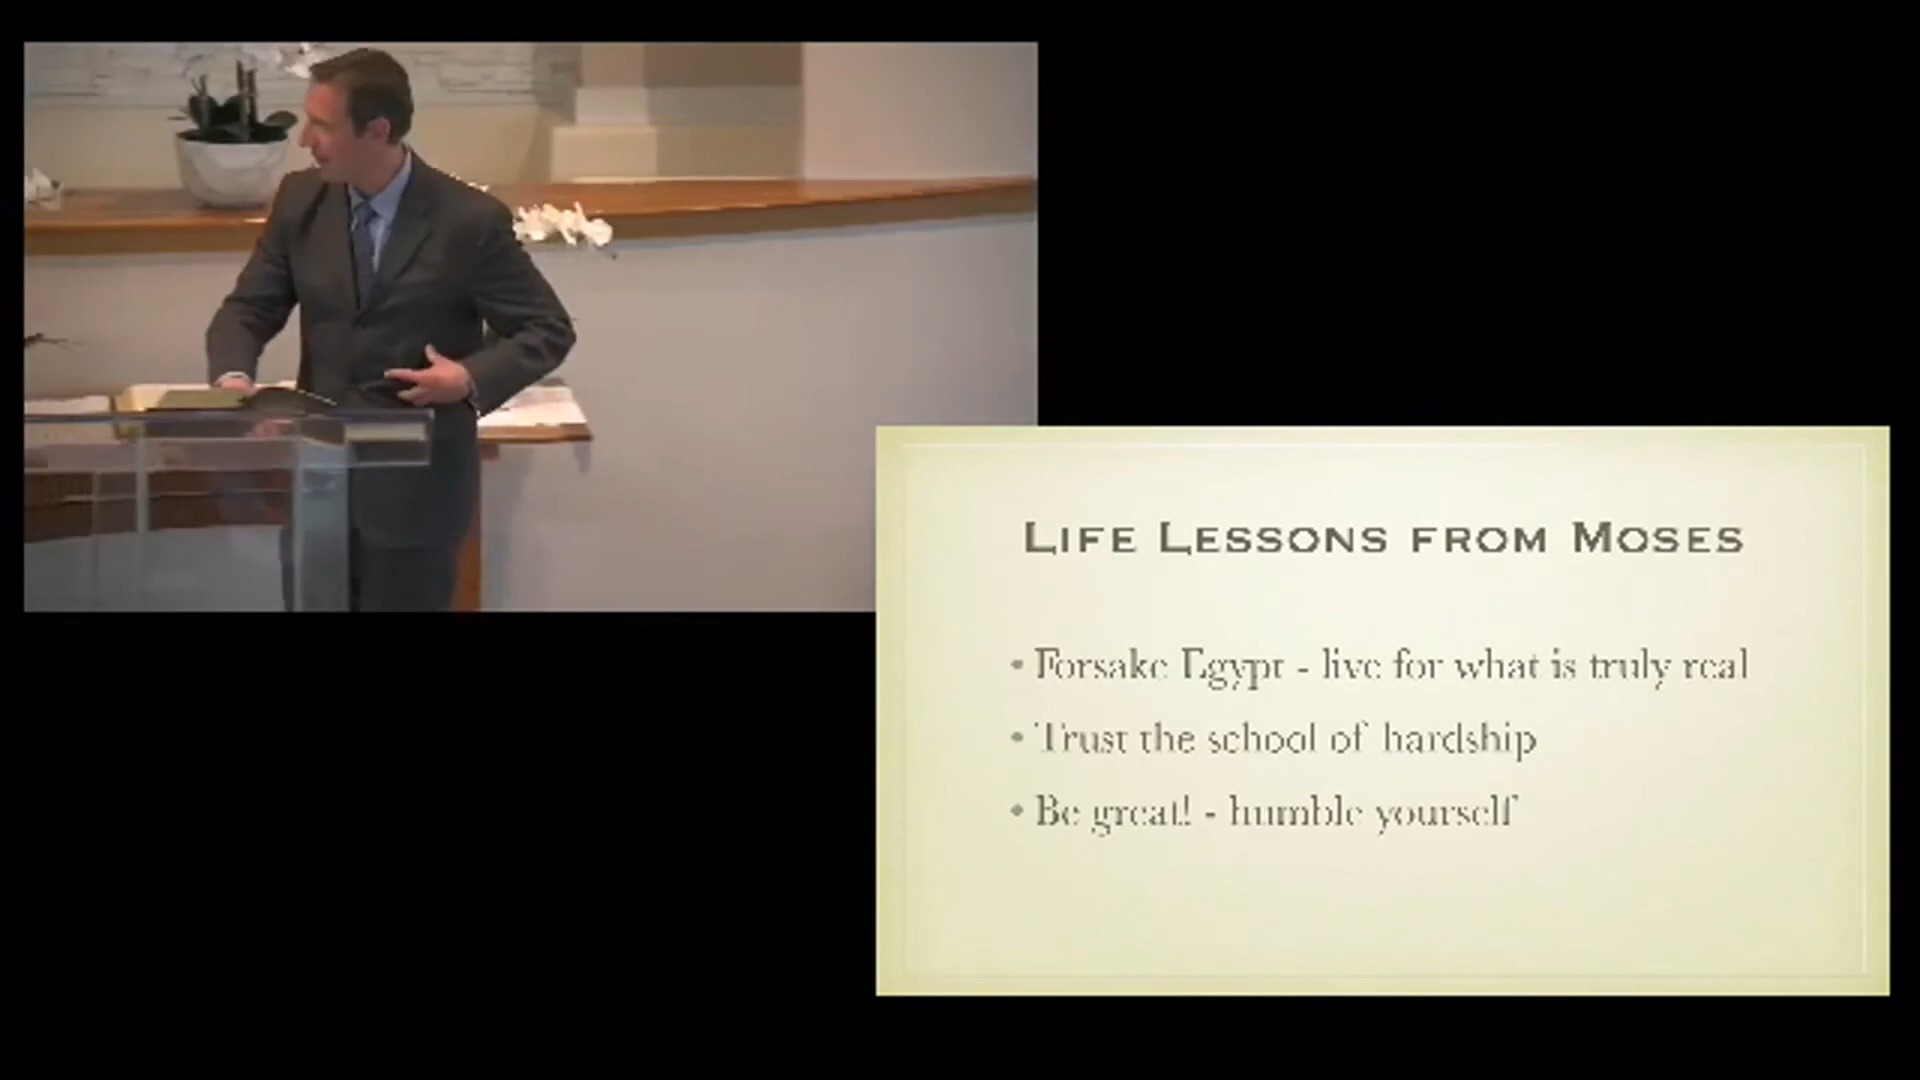 Life Lessons from Moses
• Forsake Egypt - live for what is truly real
• Trust the school of hardship
• Be great! - humble yourself